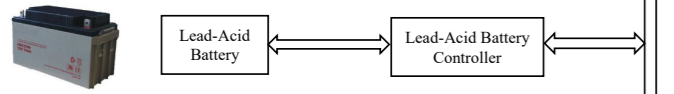 Lead-Acid
Battery
Lead-Acid Battery
Controller